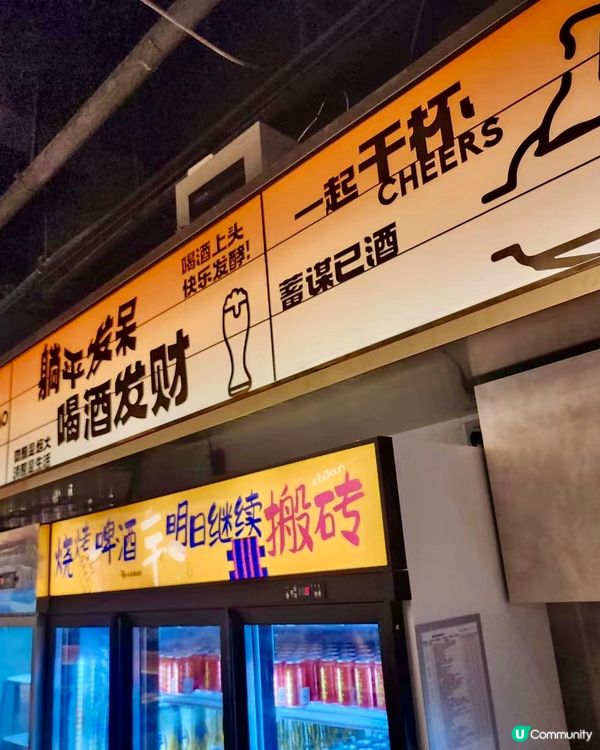 一起干杯
CHEERS
蓄谋已酒
喝酒上头
快乐发酵!
躺平发呆
喝酒发财
烧烤啤酒
明日继续搬砖
U Community